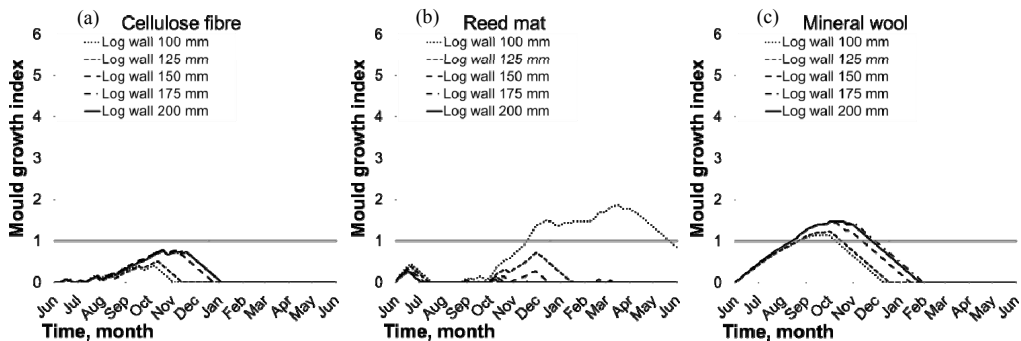 (a) Cellulose fibre
Mould growth index
6
5
4
3
2
1
0
Log wall 100 mm
Log wall 125 mm
Log wall 150 mm
Log wall 175 mm
Log wall 200 mm
Jun Jul Aug Sep Oct Nov Dec Jan Feb Mar Apr May Jun
Time, month
(b) Reed mat
Mould growth index
6
5
4
3
2
1
0
Log wall 100 mm
Log wall 125 mm
Log wall 150 mm
Log wall 175 mm
Log wall 200 mm
Jun Jul Aug Sep Oct Nov Dec Jan Feb Mar Apr May Jun
Time, month
(c) Mineral wool
Mould growth index
6
5
4
3
2
1
0
Log wall 100 mm
Log wall 125 mm
Log wall 150 mm
Log wall 175 mm
Log wall 200 mm
Jun Jul Aug Sep Oct Nov Dec Jan Feb Mar Apr May Jun
Time, month